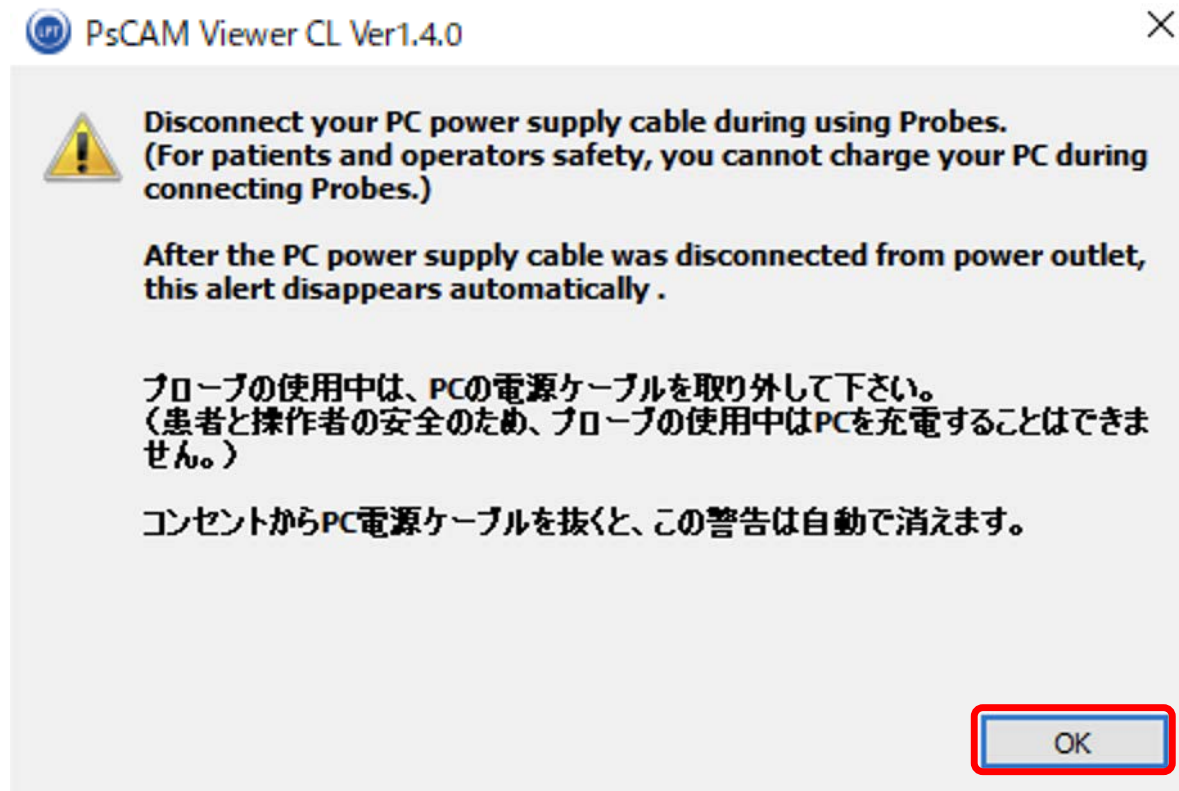 LPT
PsCAM Viewer CL Ver1.4.0
Disconnect your PC power supply cable during using Probes.
(For patients and operators safety, you cannot charge your PC during
connecting Probes.)
After the PC power supply cable was disconnected from power outlet,
this alert disappears automatically .
プローブの使用中は、PCの電源ケーブルを取り外して下さい。
（患者と操作者の安全のため、プローブの使用中はPCを充電することはできま
せん。）
コンセントからPC電源ケーブルを抜くと、この警告は自動で消えます。
OK